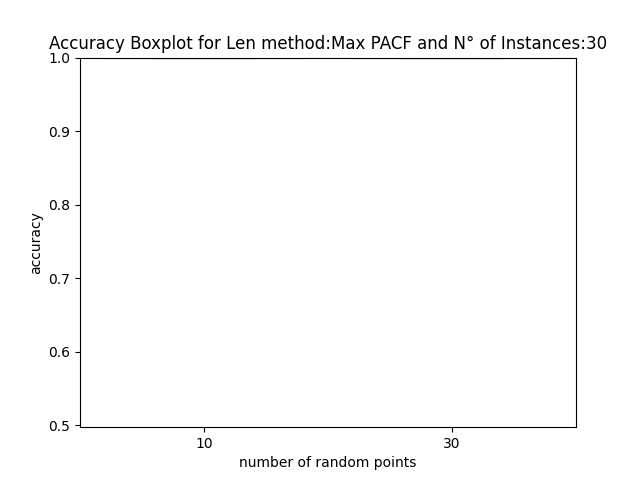 Accuracy Boxplot for Len method:Max PACF and N° of Instances:30
1.0
0.9
0.8
0.7
0.6
0.5
accuracy
10 30
number of random points